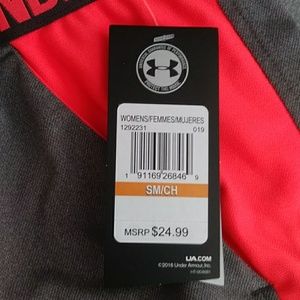 WOMENS/FEMMES/MUJERES
1292231 019
1 91169 26846 9
SM/CH
MSRP $24.99
UA.COM
©2016 Under Armour, Inc.